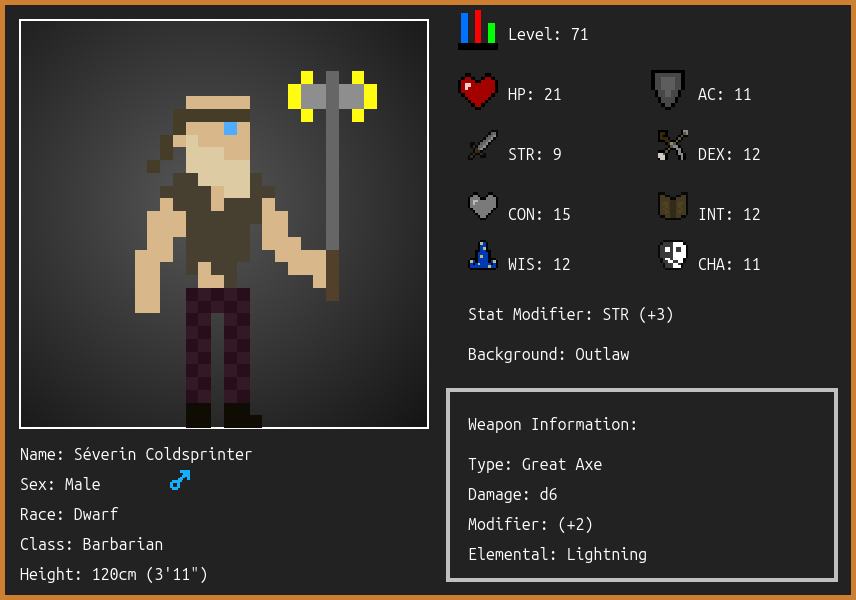 Level: 71
HP: 21
AC: 11
STR: 9
DEX: 12
CON: 15
INT: 12
WIS: 12
CHA: 11
Stat Modifier: STR (+3)
Background: Outlaw
Weapon Information:
Type: Great Axe
Damage: d6
Modifier: (+2)
Elemental: Lightning
Name: Séverin Coldsprinter
Sex: Male
Race: Dwarf
Class: Barbarian
Height: 120cm (3'11")